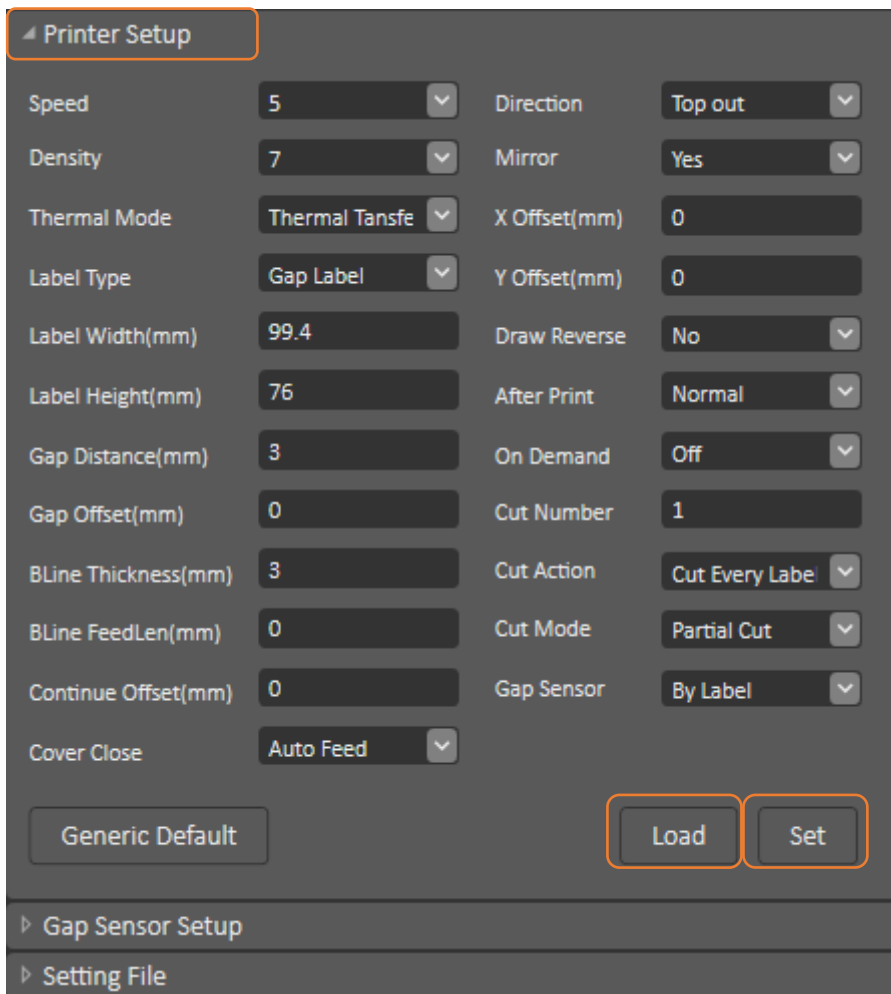 Printer Setup
Speed 5 Direction Top out
Density 7 Mirror Yes
Thermal Mode Thermal Tansfe X Offset(mm) 0
Label Type Gap Label Y Offset(mm) 0
Label Width(mm) 99.4 Draw Reverse No
Label Height(mm) 76 After Print Normal
Gap Distance(mm) 3 On Demand Off
Gap Offset(mm) 0 Cut Number 1
BLine Thickness(mm) 3 Cut Action Cut Every Label
BLine FeedLen(mm) 0 Cut Mode Partial Cut
Continue Offset(mm) 0 Gap Sensor By Label
Cover Close Auto Feed
Generic Default Load Set
Gap Sensor Setup
Setting File